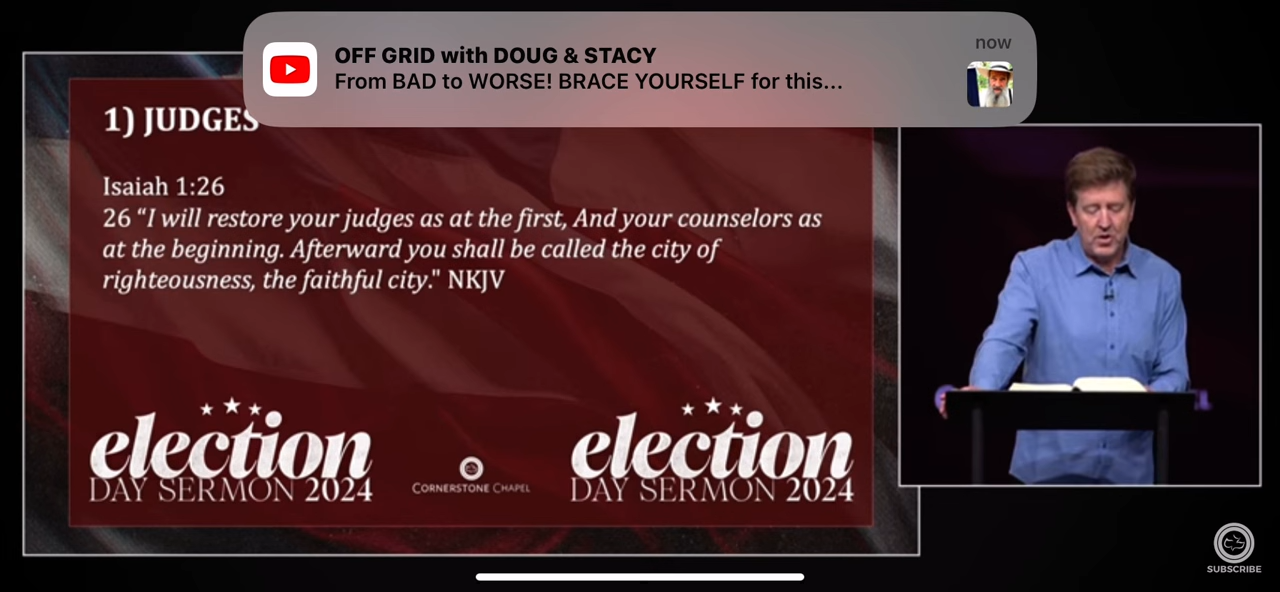 OFF GRID with DOUG & STACY
now
From BAD to WORSE! BRACE YOURSELF for this...
1) JUDGES
Isaiah 1:26
26 “I will restore your judges as at the first, And your counselors as
at the beginning. Afterward you shall be called the city of
righteousness, the faithful city." NKJV
election
DAY SERMON 2024
CORNERSTONE CHAPEL
election
DAY SERMON 2024
SUBSCRIBE